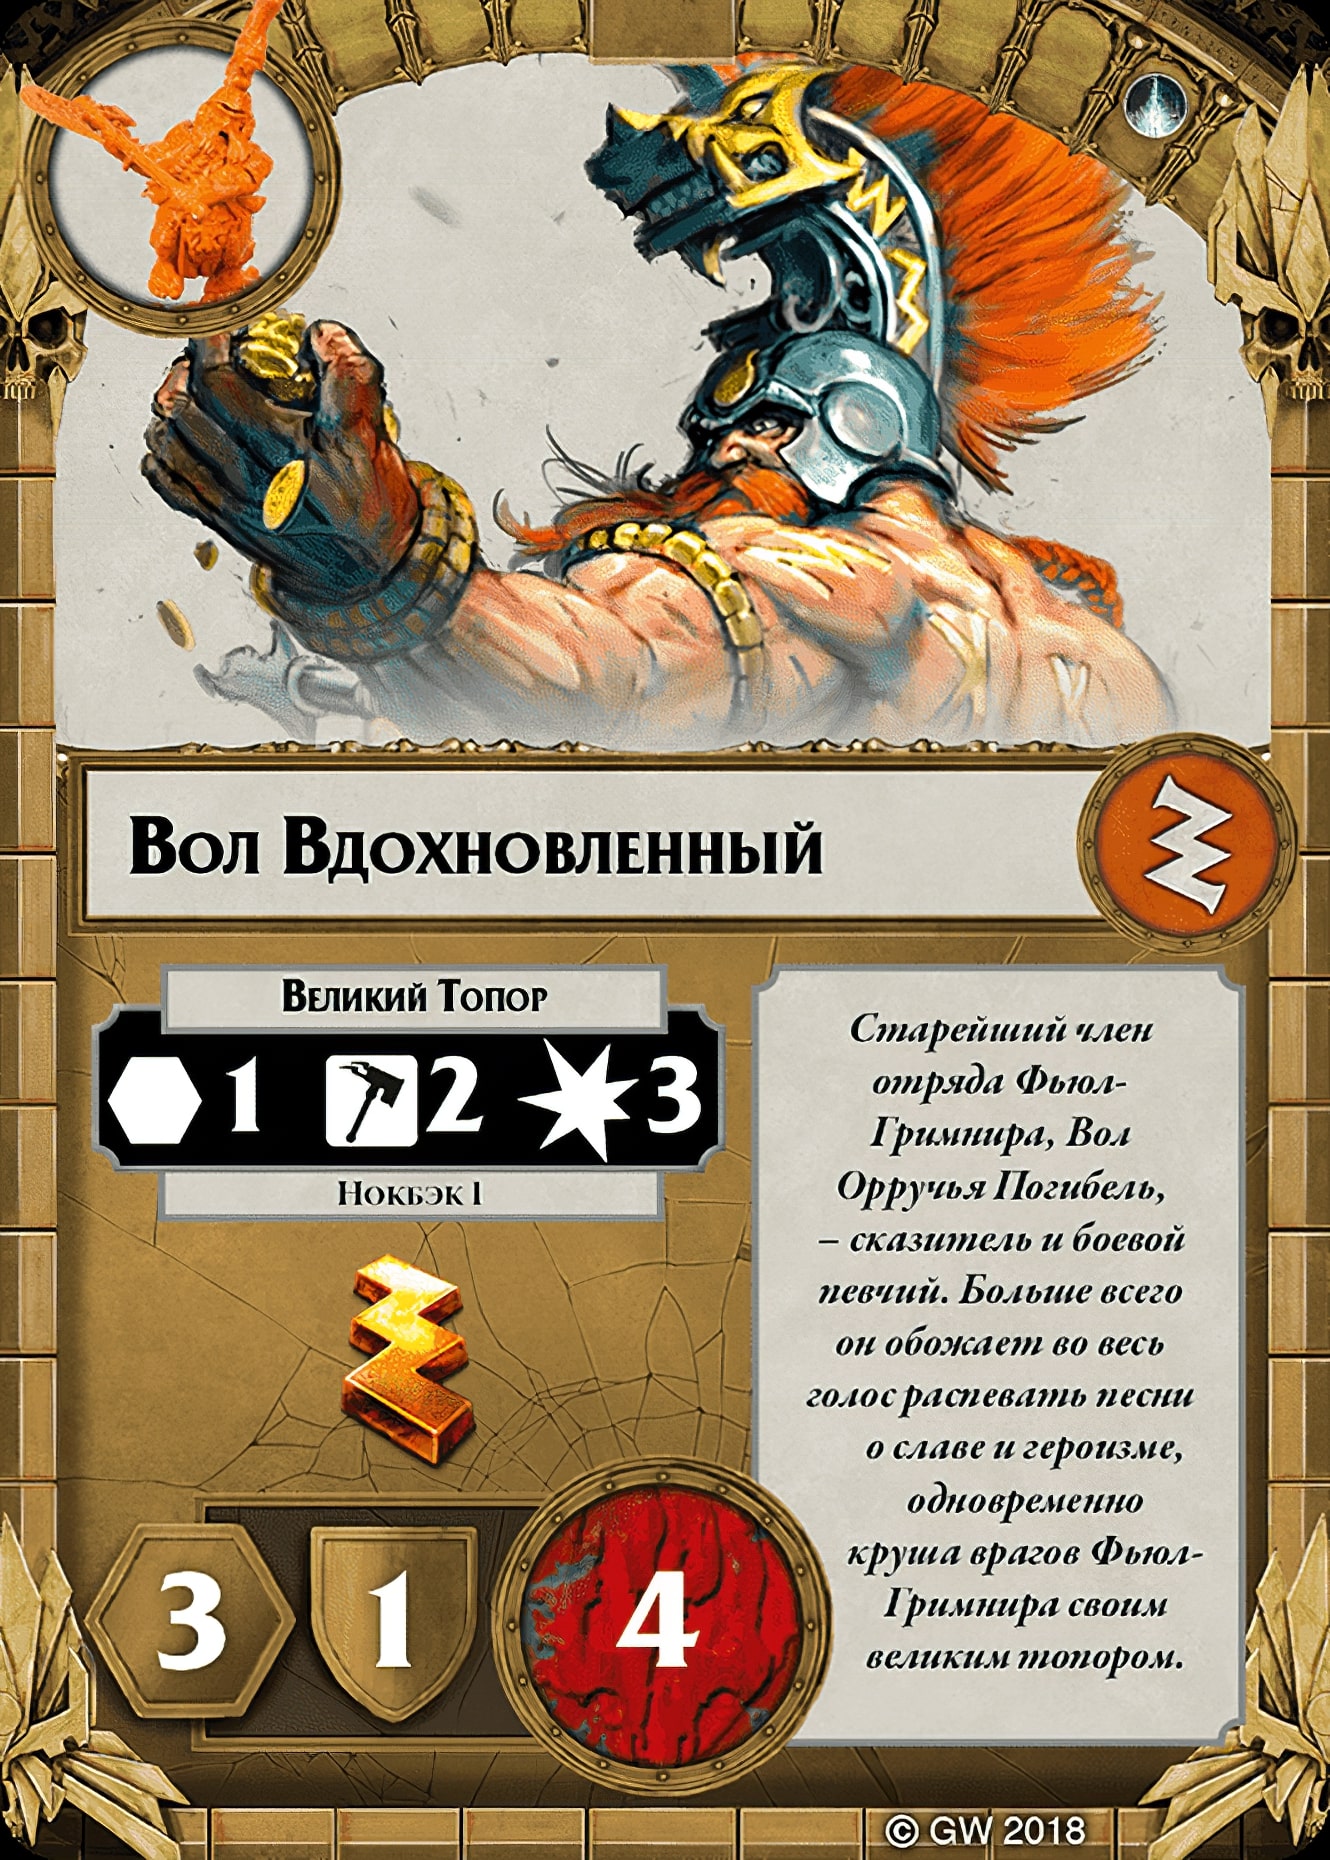 Вол Вдохновленный
Великий Топор
1 2 3
Нокбэк 1
Старейший член
отряда Фьюл-
Гримнира, Вол
Орручья Погибель,
– сказитель и боевой
певчий. Больше всего
он обожает во весь
голос распевать песни
о славе и героизме,
одновременно
круша врагов Фьюл-
Гримнира своим
великим топором.
3 1 4
© GW 2018